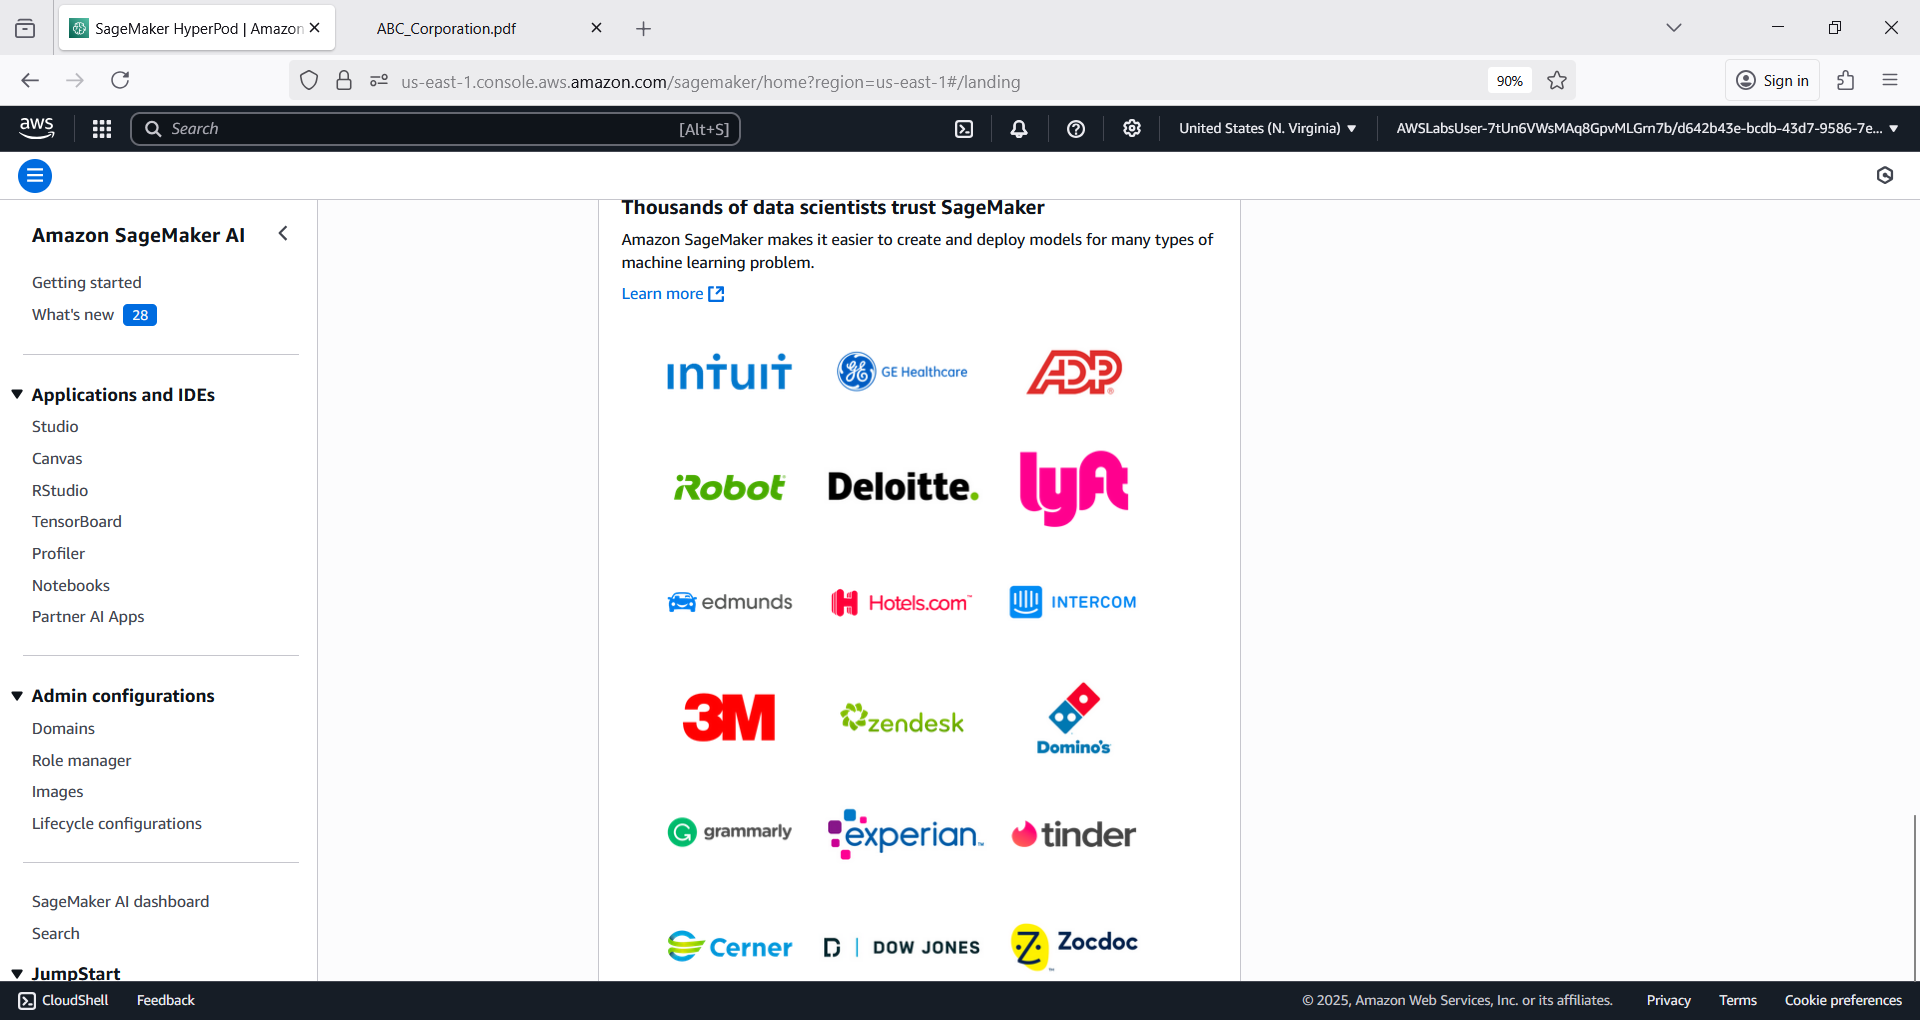 SageMaker HyperPod | Amazon
ABC_Corporation.pdf
us-east-1.console.aws.amazon.com/sagemaker/home?region=us-east-1#/landing
90%
Sign in
aws
Search
[Alt+S]
United States (N. Virginia)
AWSLabsUser-7tUn6VWsMAq8GpvMLGrn7b/d642b43e-bcdb-43d7-9586-7e...
Amazon SageMaker AI
Getting started
What's new 28
Applications and IDEs
Studio
Canvas
RStudio
TensorBoard
Profiler
Notebooks
Partner AI Apps
Admin configurations
Domains
Role manager
Images
Lifecycle configurations
SageMaker AI dashboard
Search
JumpStart
Thousands of data scientists trust SageMaker
Amazon SageMaker makes it easier to create and deploy models for many types of
machine learning problem.
Learn more
intuit
GE Healthcare
ADP
iRobot
Deloitte.
lyft
edmunds
Hotels.com™
INTERCOM
3M
zendesk
Domino's
grammarly
experian™
tinder
Cerner
D | DOW JONES
Zocdoc™
CloudShell
Feedback
© 2025, Amazon Web Services, Inc. or its affiliates.
Privacy
Terms
Cookie preferences